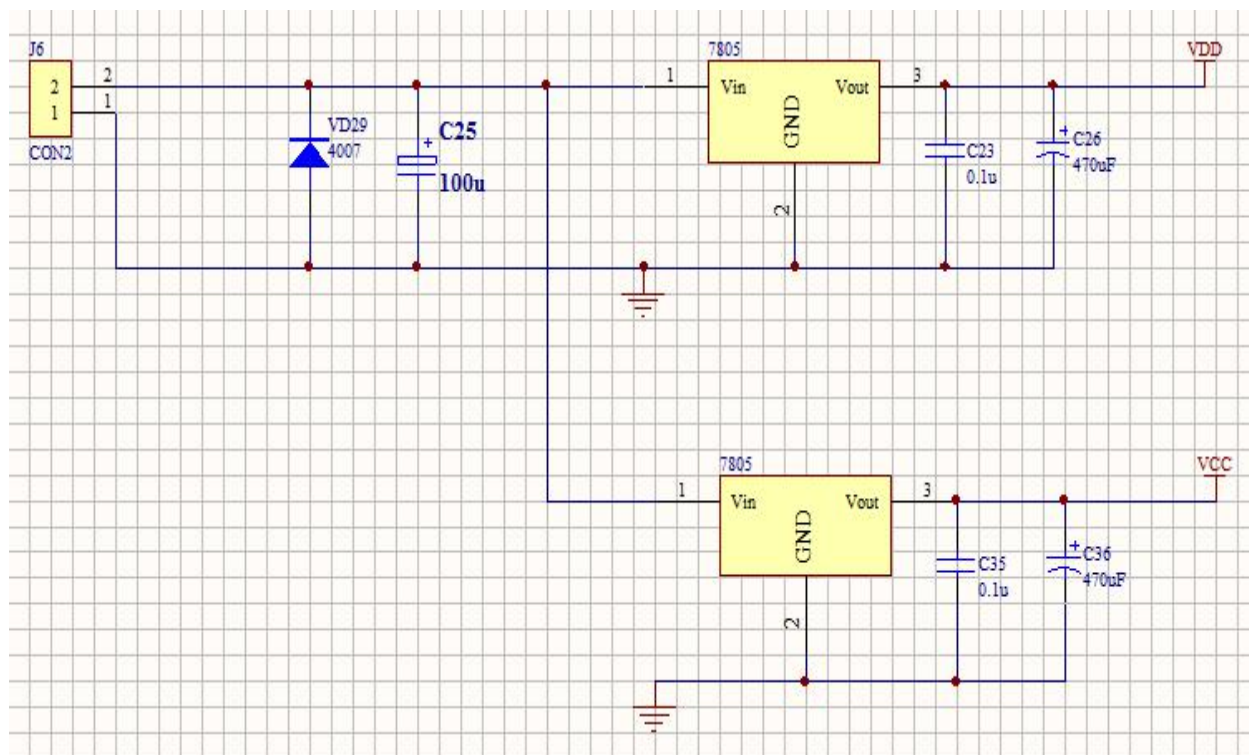 J6
2
1
2
1
CON2
VD29
4007
C25
+
100u
7805
1
Vin
Vout
GND
3
2
C23
0.1u
+
C26
470uF
VDD
7805
1
Vin
Vout
GND
3
2
C35
0.1u
+
C36
470uF
VCC